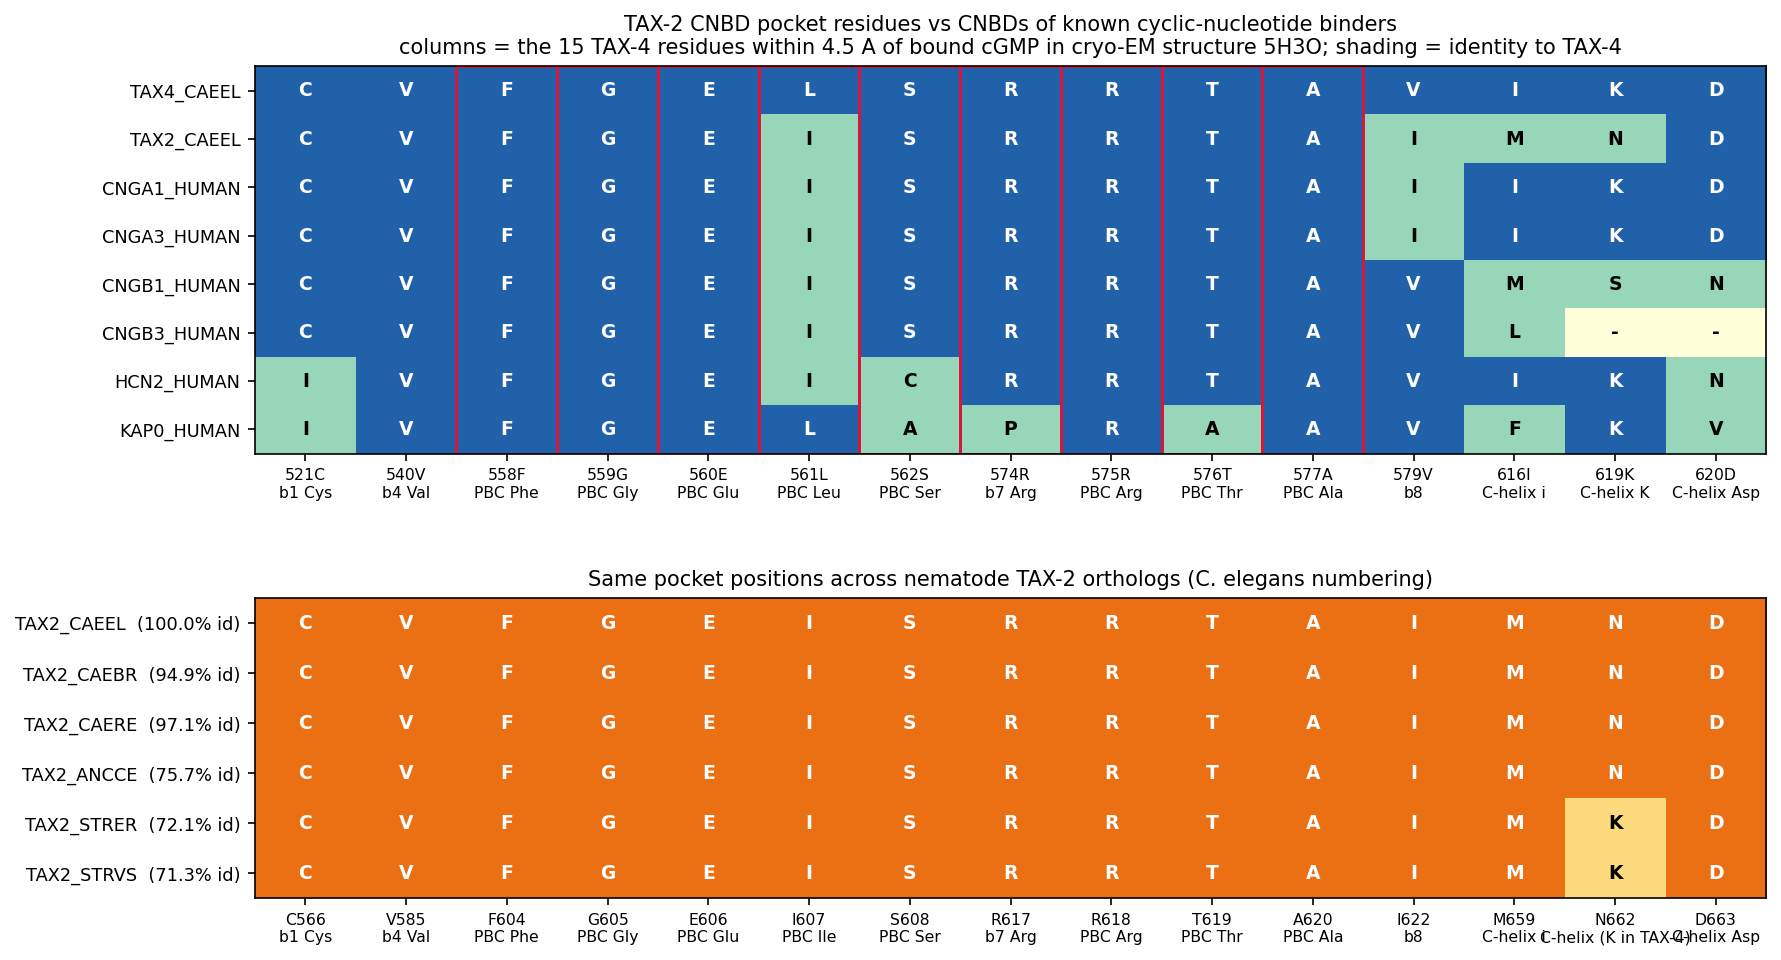 TAX-2 CNBD pocket residues vs CNBDs of known cyclic-nucleotide binders
columns = the 15 TAX-4 residues within 4.5 A of bound cGMP in cryo-EM structure 5H3O; shading = identity to TAX-4
TAX4_CAEEL C V F G E L S R R T A V I K D
TAX2_CAEEL C V F G E I S R R T A I M N D
CNGA1_HUMAN C V F G E I S R R T A I I K D
CNGA3_HUMAN C V F G E I S R R T A I I K D
CNGB1_HUMAN C V F G E I S R R T A V M S N
CNGB3_HUMAN C V F G E I S R R T A V L - -
HCN2_HUMAN I V F G E I C R R T A V I K N
KAP0_HUMAN I V F G E L A P R A A V F K V
521C 540V 558F 559G 560E 561L 562S 574R 575R 576T 577A 579V 616I 619K 620D
b1 Cys b4 Val PBC Phe PBC Gly PBC Glu PBC Leu PBC Ser b7 Arg PBC Arg PBC Thr PBC Ala b8 C-helix i C-helix K C-helix Asp
Same pocket positions across nematode TAX-2 orthologs (C. elegans numbering)
TAX2_CAEEL (100.0% id) C V F G E I S R R T A I M N D
TAX2_CAEBR (94.9% id) C V F G E I S R R T A I M N D
TAX2_CAERE (97.1% id) C V F G E I S R R T A I M N D
TAX2_ANCCE (75.7% id) C V F G E I S R R T A I M N D
TAX2_STRER (72.1% id) C V F G E I S R R T A I M K D
TAX2_STRVS (71.3% id) C V F G E I S R R T A I M K D
C566 V585 F604 G605 E606 I607 S608 R617 R618 T619 A620 I622 M659 N662 D663
b1 Cys b4 Val PBC Phe PBC Gly PBC Glu PBC Ile PBC Ser b7 Arg PBC Arg PBC Thr PBC Ala b8 C-helix i C-helix (K in TAX-4) C-helix Asp